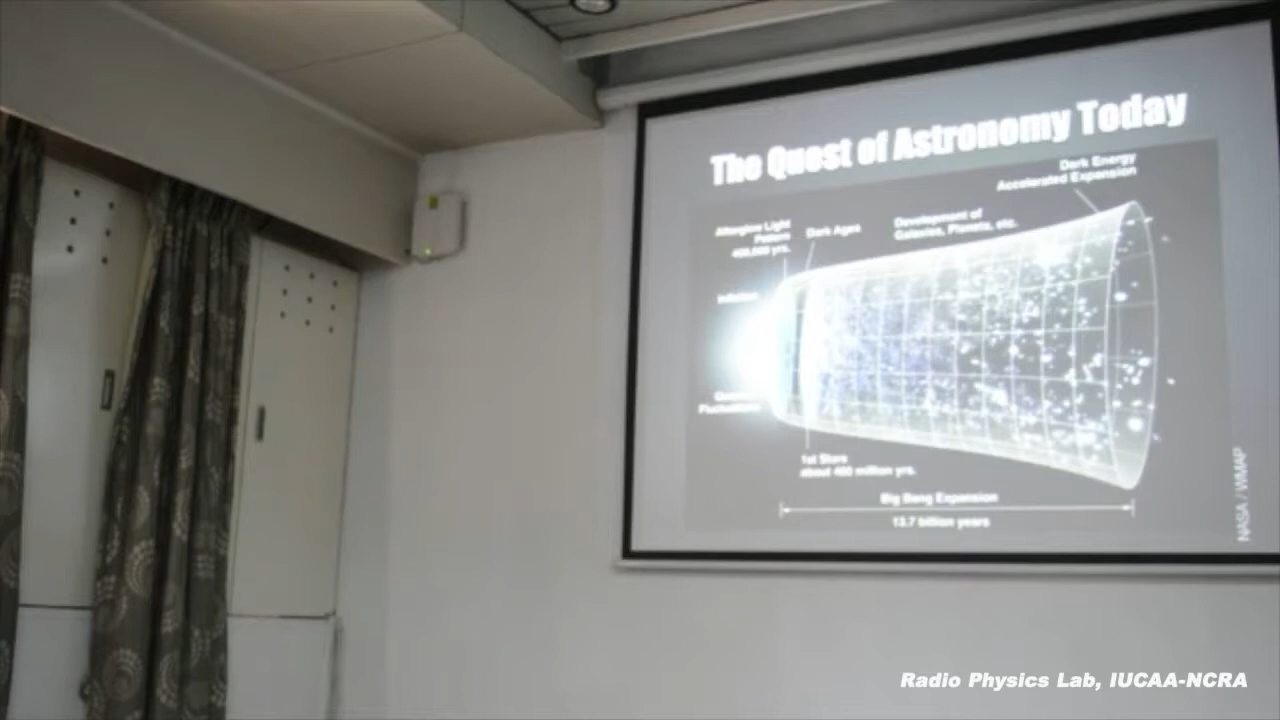 The Quest of Astronomy Today
Dark Energy
Accelerated Expansion
Afterglow Light
Pattern
400,000 yrs.
Dark Ages
Development of
Galaxies, Planets, etc.
Inflation
Fluctuations
1st Stars
about 400 million yrs.
Big Bang Expansion
13.7 billion years
NASA / WMAP
Radio Physics Lab, IUCAA-NCRA